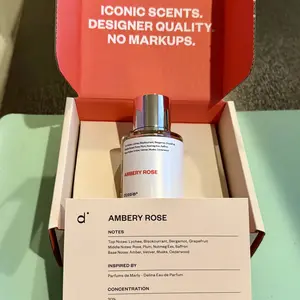 ICONIC SCENTS.
DESIGNER QUALITY.
NO MARKUPS.
AMBERY ROSE
d
AMBERY ROSE
NOTES
Top Notes: Lychee, Blackcurrant, Bergamot, Grapefruit
Middle Notes: Rose, Plum, Nutmeg Exe, Saffron
Base Notes: Amber, Vetiver, Musks, Cedarwood
INSPIRED BY
Parfums de Marly - Delina Eau de Parfum
CONCENTRATION